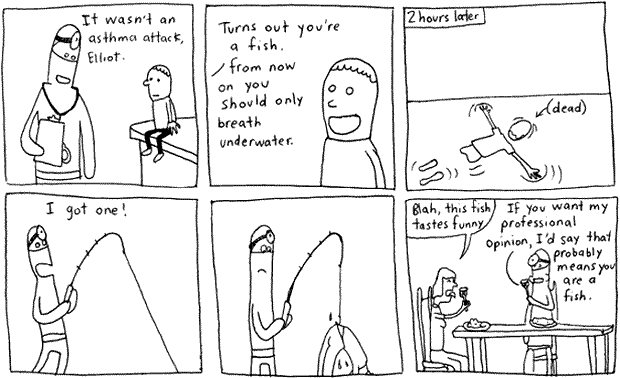 It wasn't an
asthma attack,
Elliot.
Turns out you're
a fish.
from now
on you
should only
breath
underwater.
2 hours later
(dead)
I got one!
Blah, this fish
tastes funny
If you want my
professional
opinion, I'd say that
probably
means you
are a
fish.